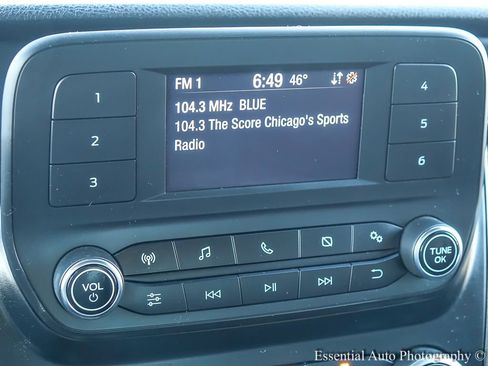 FM 1 6:49 46°
104.3 MHz BLUE
104.3 The Score Chicago's Sports
Radio
1
2
3
4
5
6
VOL
TUNE
OK
Essential Auto Photography ©